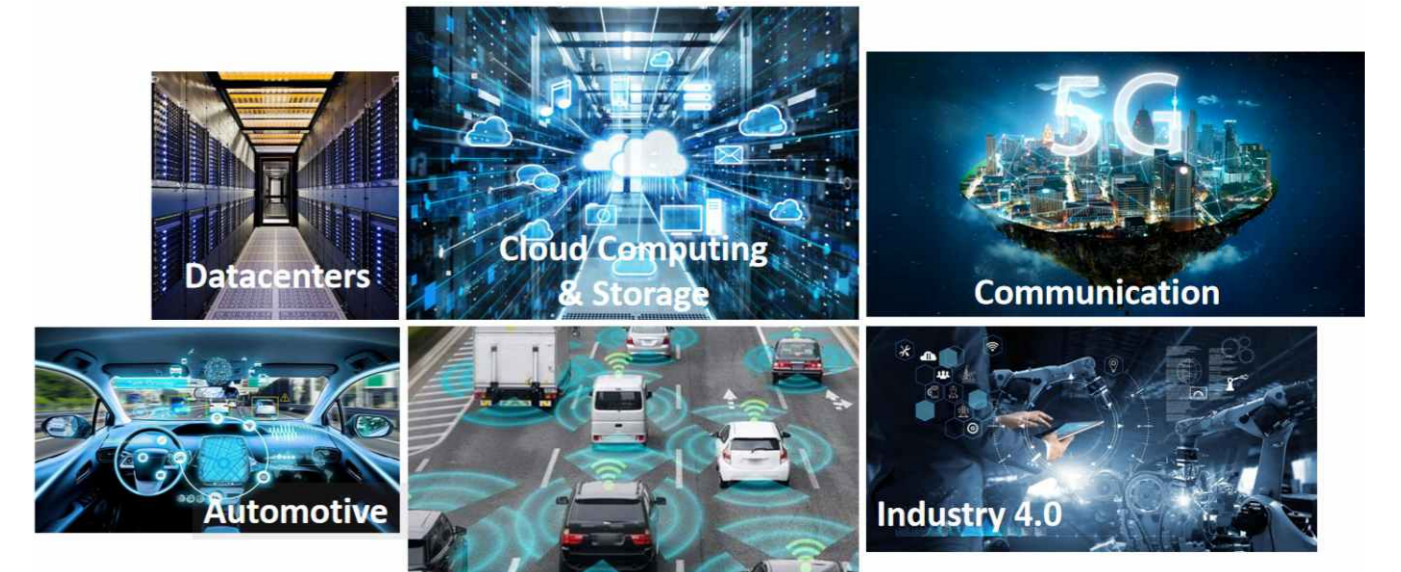 Datacenters
Cloud Computing
& Storage
5G
Communication
Automotive
Industry 4.0